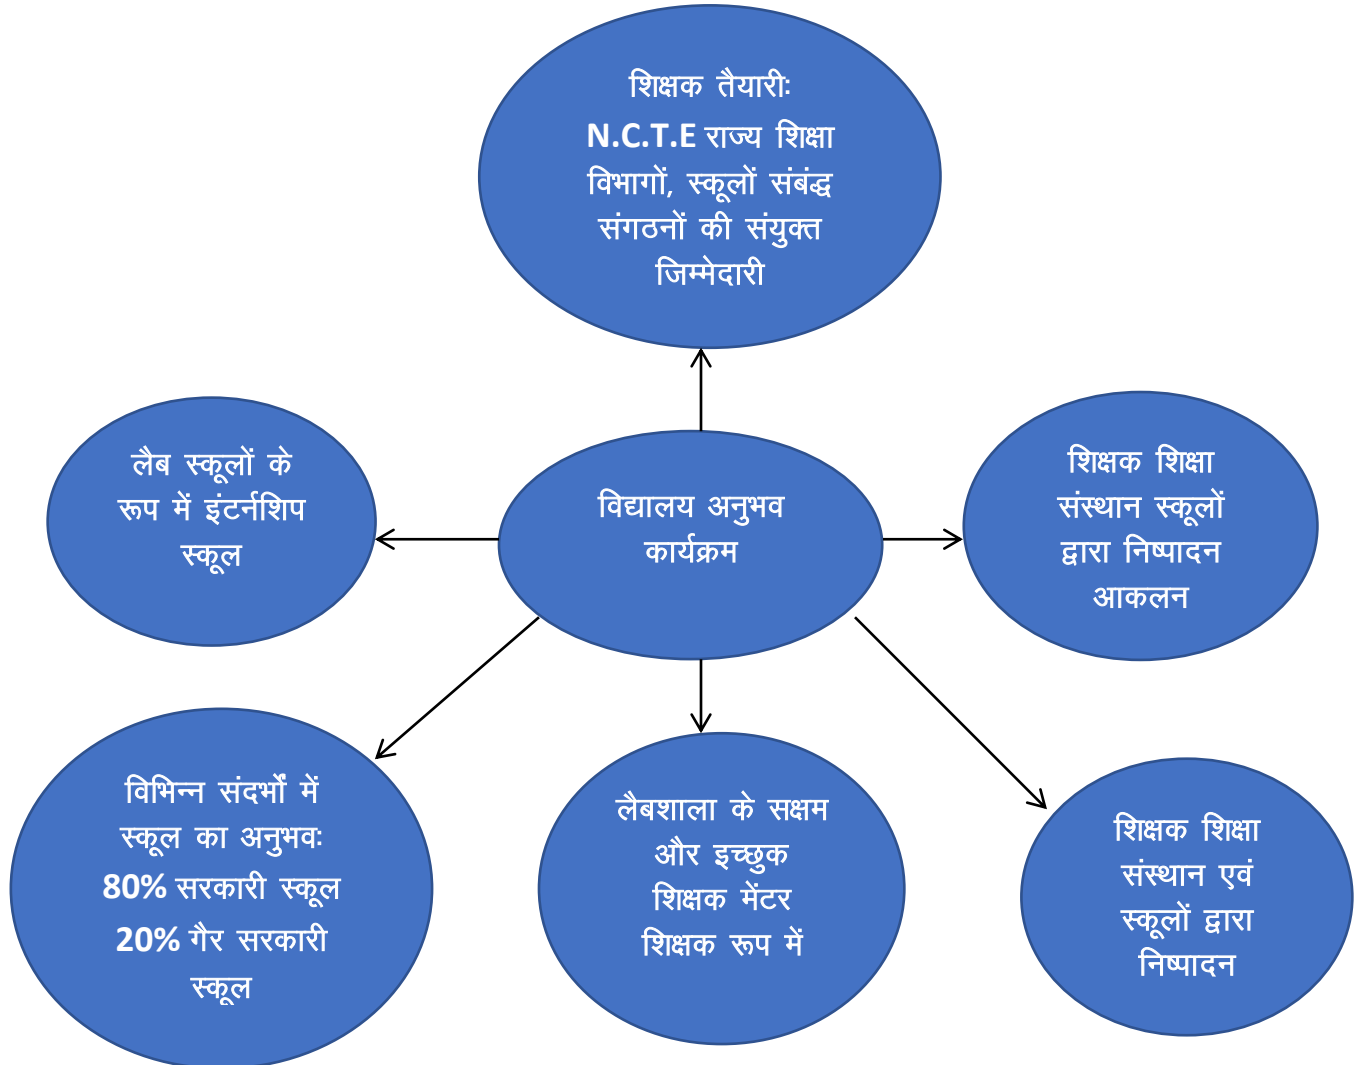 शिक्षक तैयारीः
N.C.T.E राज्य शिक्षा
विभागों, स्कूलों संबंद्ध
संगठनों की संयुक्त
जिम्मेदारी
लैब स्कूलों के
रूप में इंटर्नशिप
स्कूल
विद्यालय अनुभव
कार्यक्रम
शिक्षक शिक्षा
संस्थान स्कूलों
द्वारा निष्पादन
आकलन
विभिन्न संदर्भों में
स्कूल का अनुभवः
80% सरकारी स्कूल
20% गैर सरकारी
स्कूल
लैबशाला के सक्षम
और इच्छुक
शिक्षक मेंटर
शिक्षक रूप में
शिक्षक शिक्षा
संस्थान एवं
स्कूलों द्वारा
निष्पादन